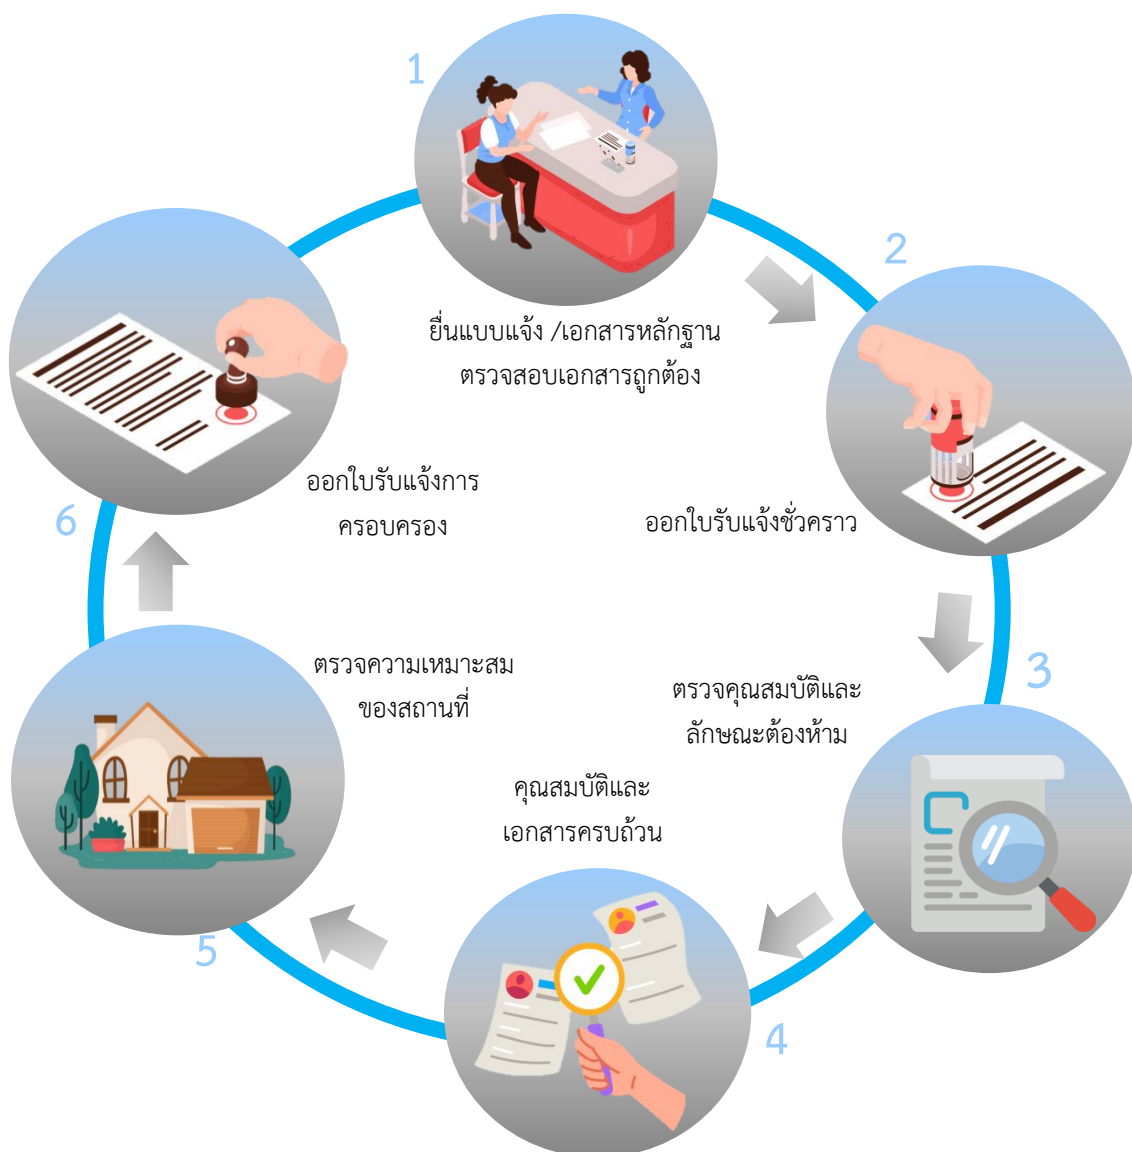 1
ยื่นแบบแจ้ง /เอกสารหลักฐาน
ตรวจสอบเอกสารถูกต้อง
2
ออกใบรับแจ้งชั่วคราว
3
ตรวจคุณสมบัติและ
ลักษณะต้องห้าม
4
คุณสมบัติและ
เอกสารครบถ้วน
5
ตรวจความเหมาะสม
ของสถานที่
6
ออกใบรับแจ้งการ
ครอบครอง